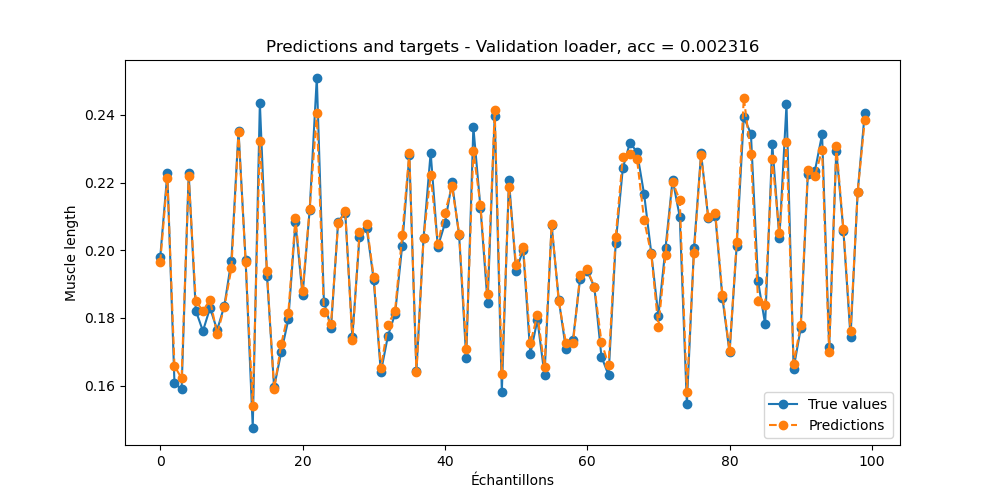 Predictions and targets - Validation loader, acc = 0.002316
Muscle length
0.24
0.22
0.20
0.18
0.16
0
20
40
60
80
100
Échantillons
True values
Predictions